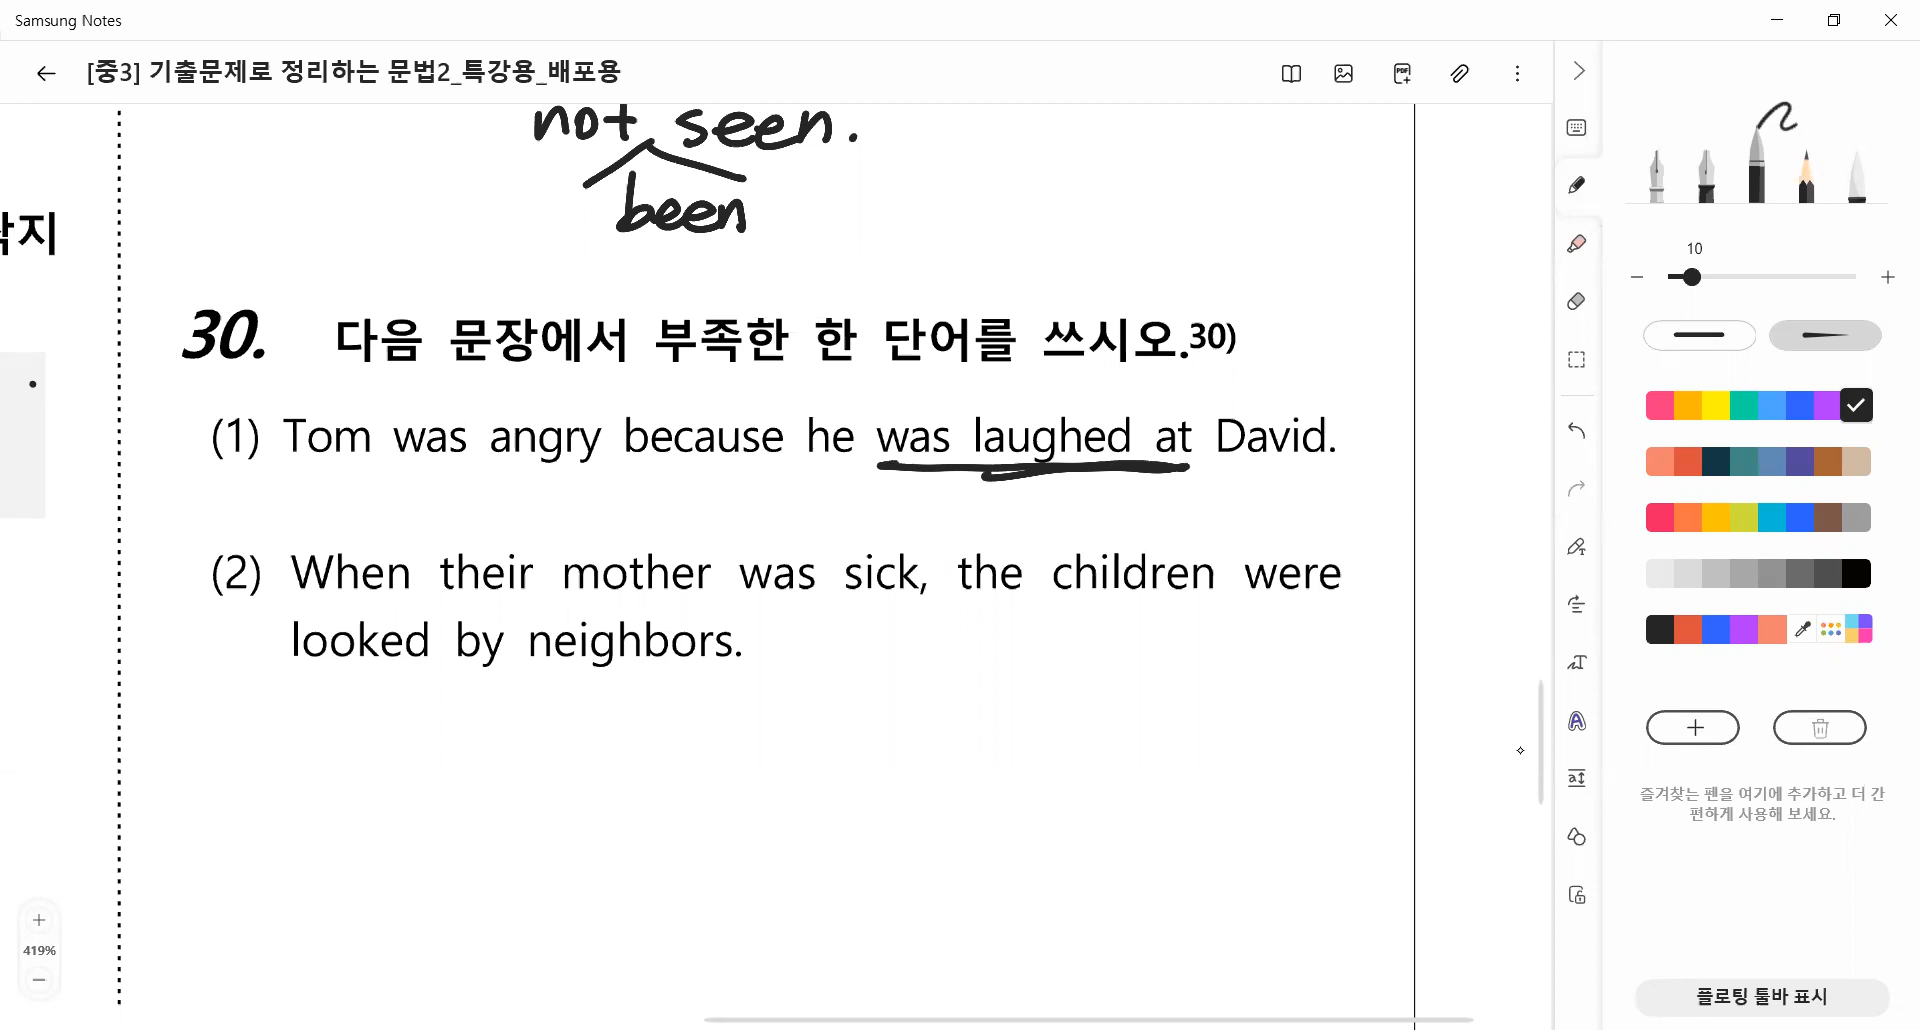 Samsung Notes
[중3] 기출문제로 정리하는 문법2_특강용_배포용
not seen.
been
지
30. 다음 문장에서 부족한 한 단어를 쓰시오.30)
(1) Tom was angry because he was laughed at David.
(2) When their mother was sick, the children were
looked by neighbors.
10
즐겨찾는 펜을 여기에 추가하고 더 간
편하게 사용해 보세요.
419%
플로팅 툴바 표시